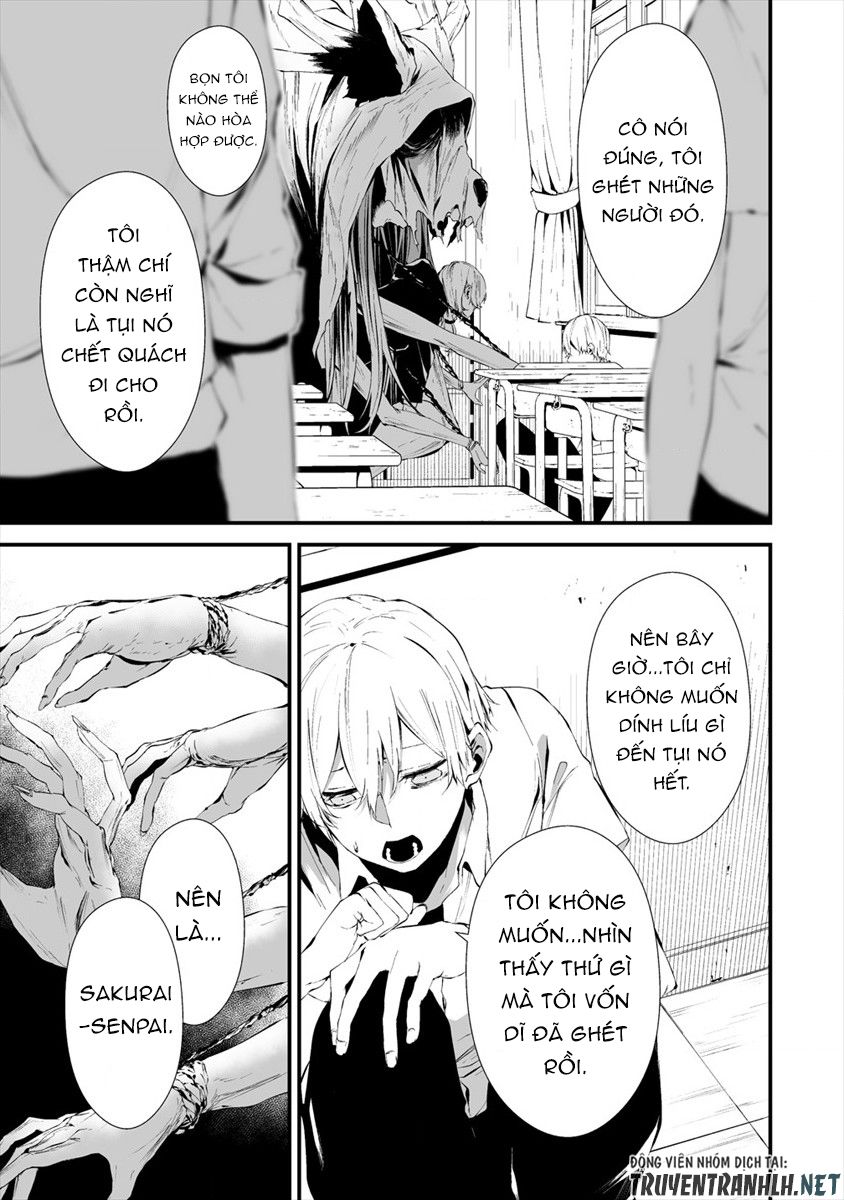 CÔ NÓI
ĐÚNG, TÔI
GHÉT NHỮNG
NGƯỜI ĐÓ.
BỌN TÔI
KHÔNG THỂ
NÀO HÒA
HỢP ĐƯỢC.
TÔI
THẬM CHÍ
CÒN NGHĨ
LÀ TỤI NÓ
CHẾT QUÁCH
ĐI CHO
RỒI.
NÊN BÂY
GIỜ...TÔI CHỈ
KHÔNG MUỐN
DÍNH LÍU GÌ
ĐẾN TỤI NÓ
HẾT.
TÔI KHÔNG
MUỐN...NHÌN
THẤY THỨ GÌ
MÀ TÔI VỐN
DĨ ĐÃ GHÉT
RỒI.
NÊN
LÀ...
SAKURAI
-SENPAI.
ĐỘNG VIÊN NHÓM DỊCH TẠI:
TRUYENTRANHLH.NET